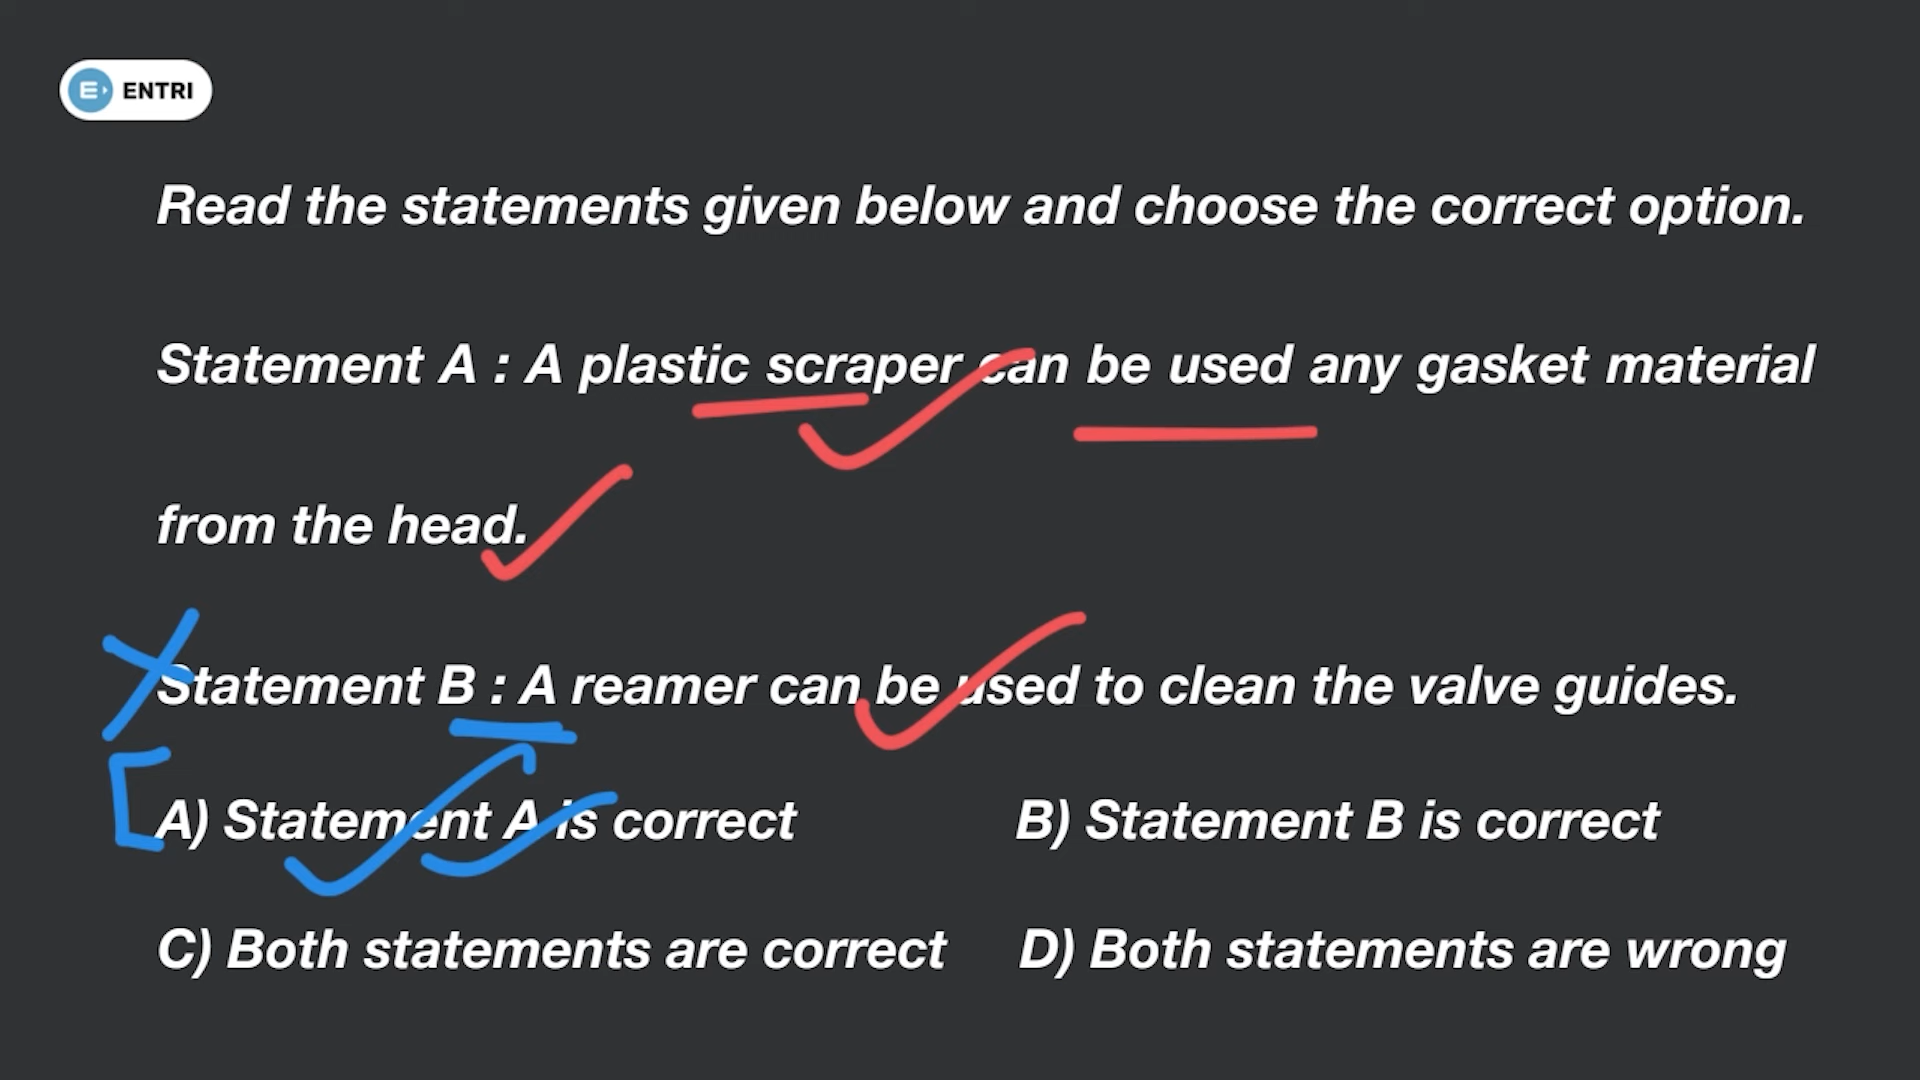 ENTRI
Read the statements given below and choose the correct option.
Statement A : A plastic scraper can be used any gasket material
from the head.
Statement B : A reamer can be used to clean the valve guides.
A) Statement A is correct
B) Statement B is correct
C) Both statements are correct
D) Both statements are wrong